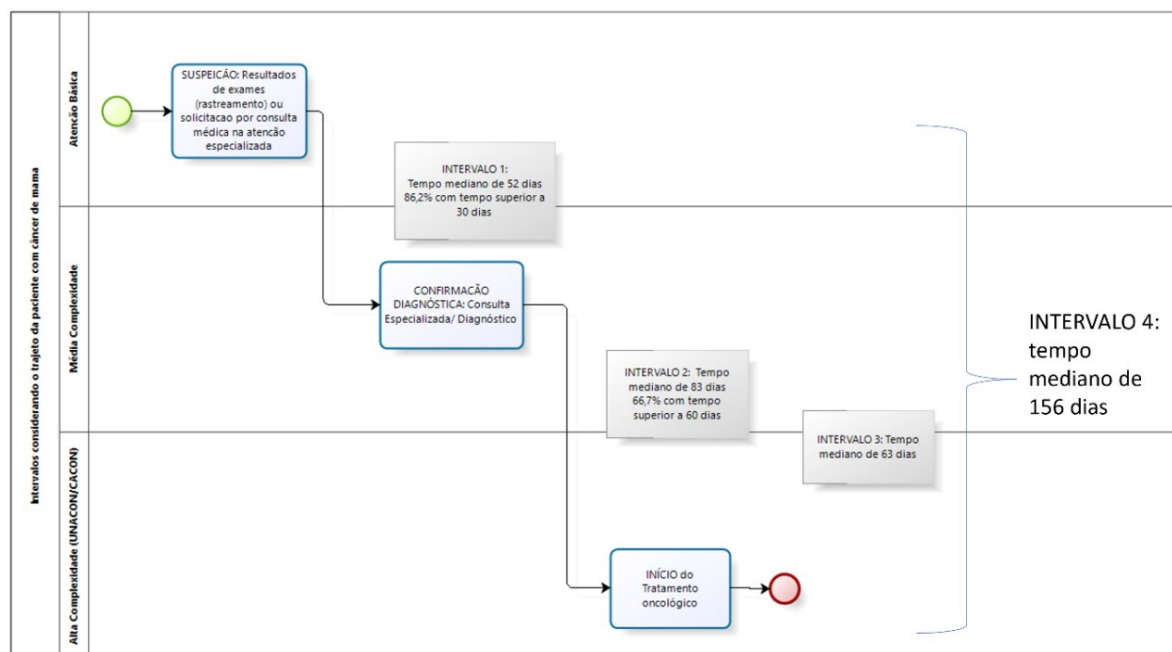 Intervalos considerando o trajeto da paciente com câncer de mama
Atencão Básica
SUSPEICÃO: Resultados
de exames
(rastreamento) ou
solicitacao por consulta
médica na atencão
especializada
INTERVALO 1:
Tempo mediano de 52 dias
86,2% com tempo superior a
30 dias
Média Complexidade
CONFIRMACÃO
DIAGNÓSTICA: Consulta
Especializada/ Diagnóstico
INTERVALO 2: Tempo
mediano de 83 dias
66,7% com tempo
superior a 60 dias
INTERVALO 3: Tempo
mediano de 63 dias
INTERVALO 4:
tempo
mediano de
156 dias
Alta Complexidade (UNACON/CACON)
INÍCIO do
Tratamento
oncológico